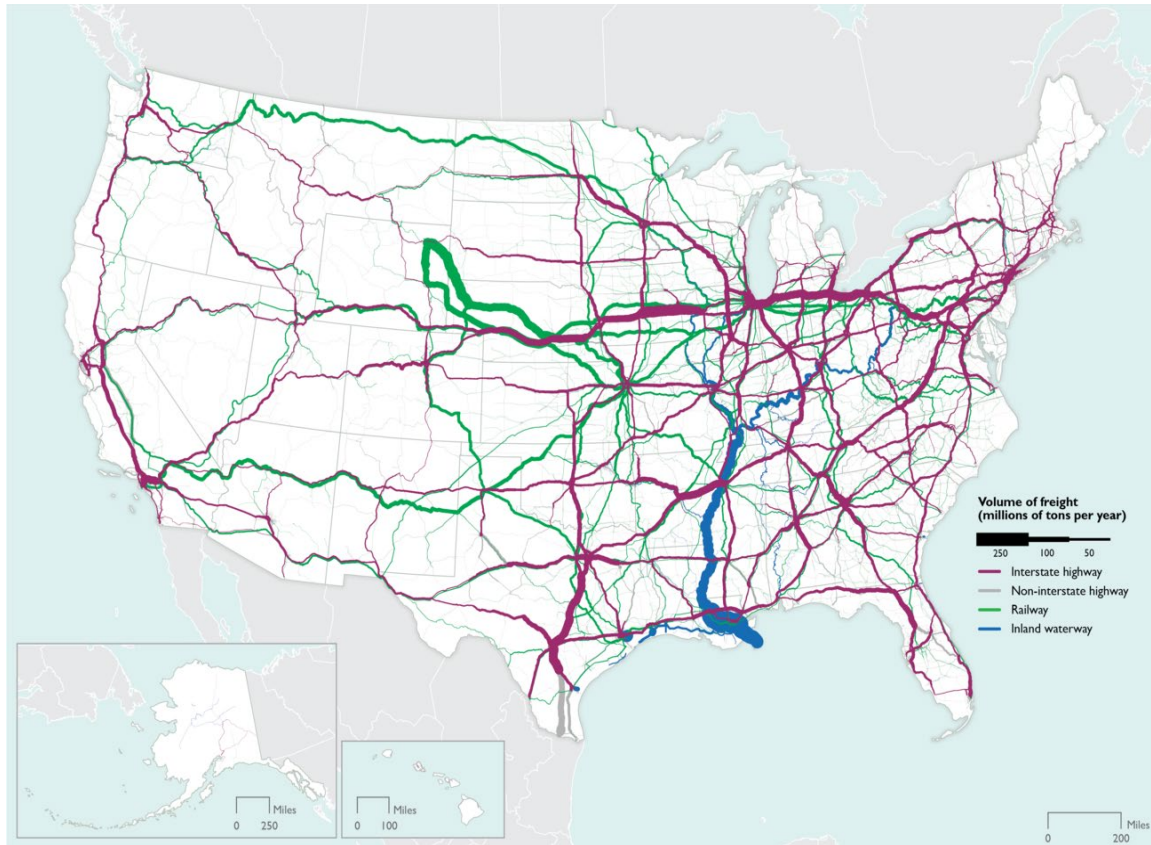 Volume of freight
(millions of tons per year)
250 100 50
Interstate highway
Non-interstate highway
Railway
Inland waterway
Miles
0 250
Miles
0 100
Miles
0 200